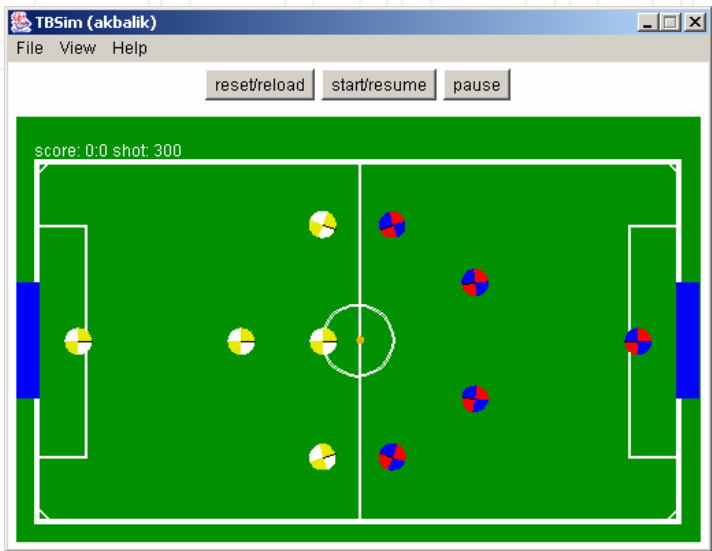 TBSim (akbalik)
File View Help
reset/reload start/resume pause
score: 0:0 shot: 300